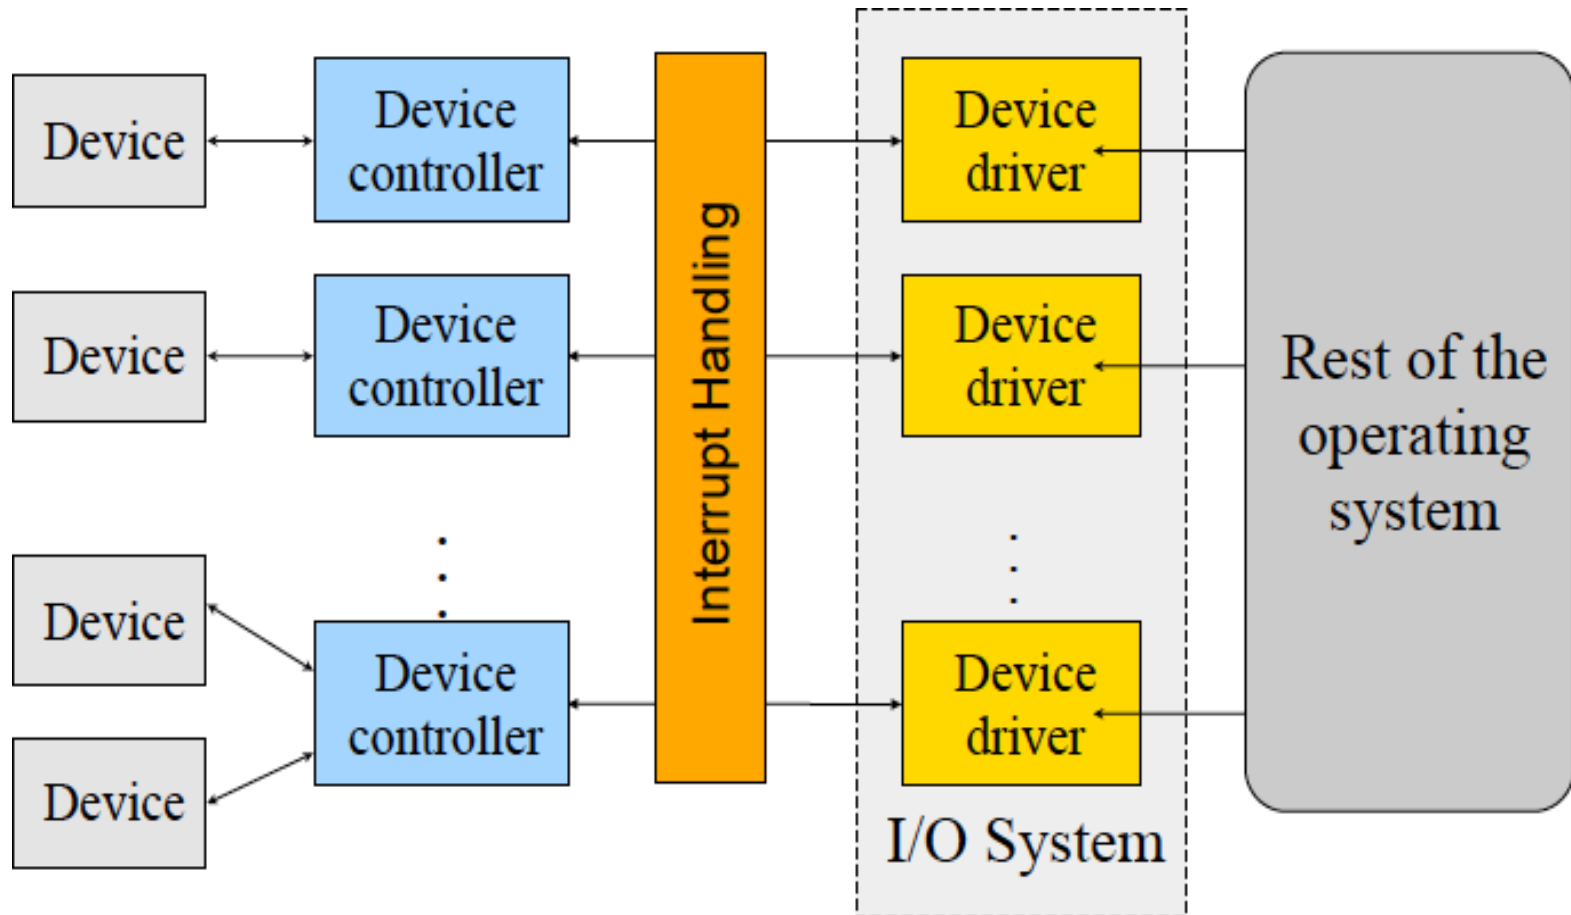 Device
Device
controller
Device
driver
Device
Device
controller
Device
driver
Interrupt Handling
Rest of the
operating
system
Device
Device
controller
Device
driver
Device
I/O System